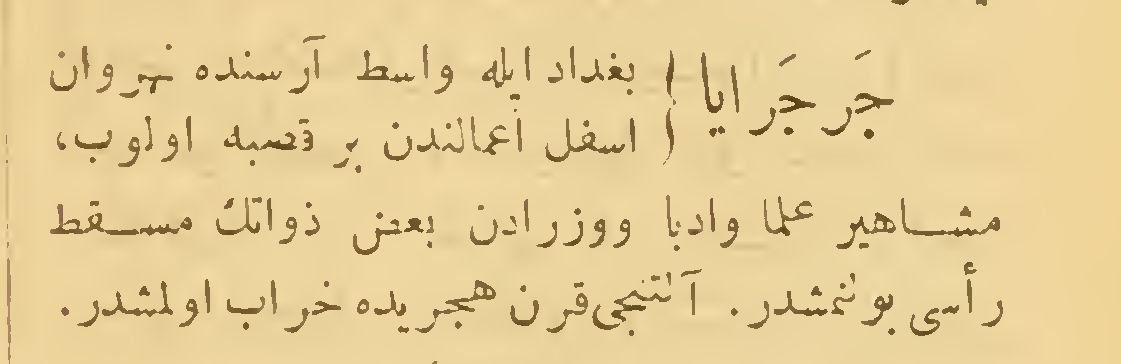 جَرجَرايا { بغداد ايله واسط آرسنده نهروان
اسفل أعمالندن بر قصبه اولوب،
مشاهير علما وادبا ووزرادن بعض ذواتك مسقط
رأسى بولنمشدر. آلتنجى قرن هجريده خراب اولمشدر.